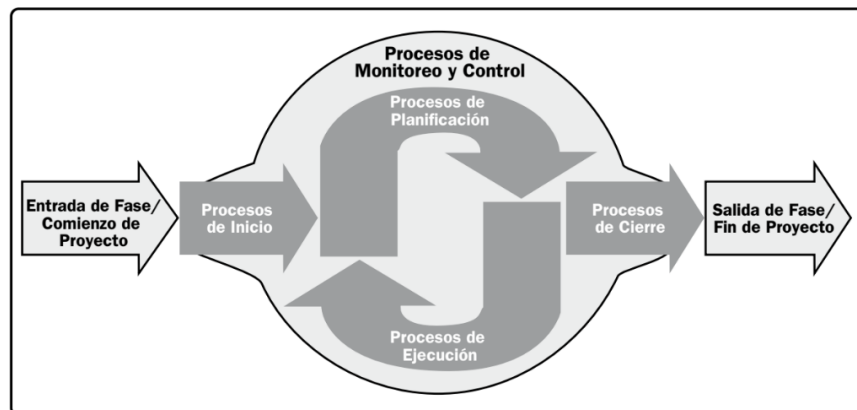 Procesos de
Monitoreo y Control
Procesos de
Planificación
Entrada de Fase/
Comienzo de
Proyecto
Procesos
de Inicio
Procesos
de Cierre
Salida de Fase/
Fin de Proyecto
Procesos de
Ejecución